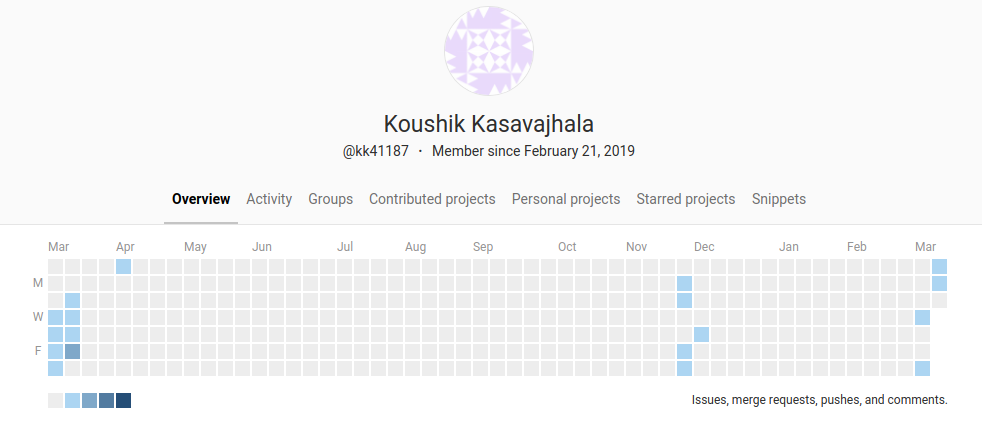 Koushik Kasavajhala
@kk41187 · Member since February 21, 2019
Overview Activity Groups Contributed projects Personal projects Starred projects Snippets
Mar Apr May Jun Jul Aug Sep Oct Nov Dec Jan Feb Mar
M
W
F
Issues, merge requests, pushes, and comments.